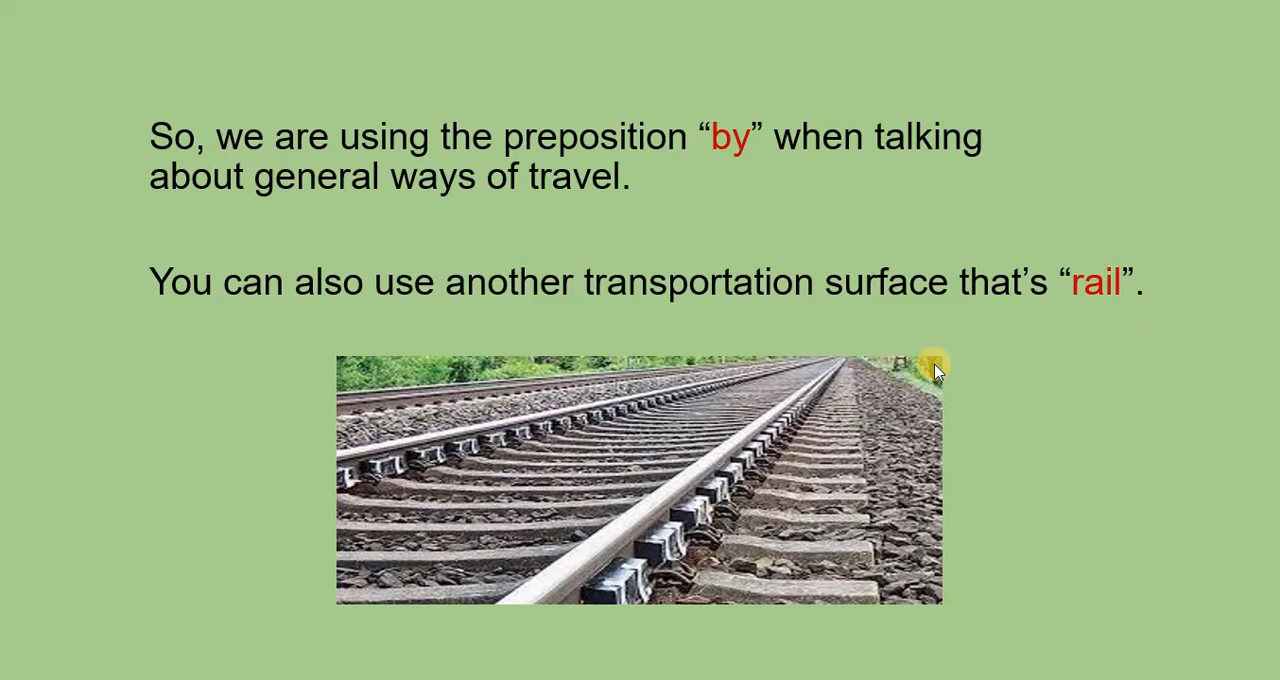 So, we are using the preposition “by” when talking
about general ways of travel.
You can also use another transportation surface that’s “rail”.